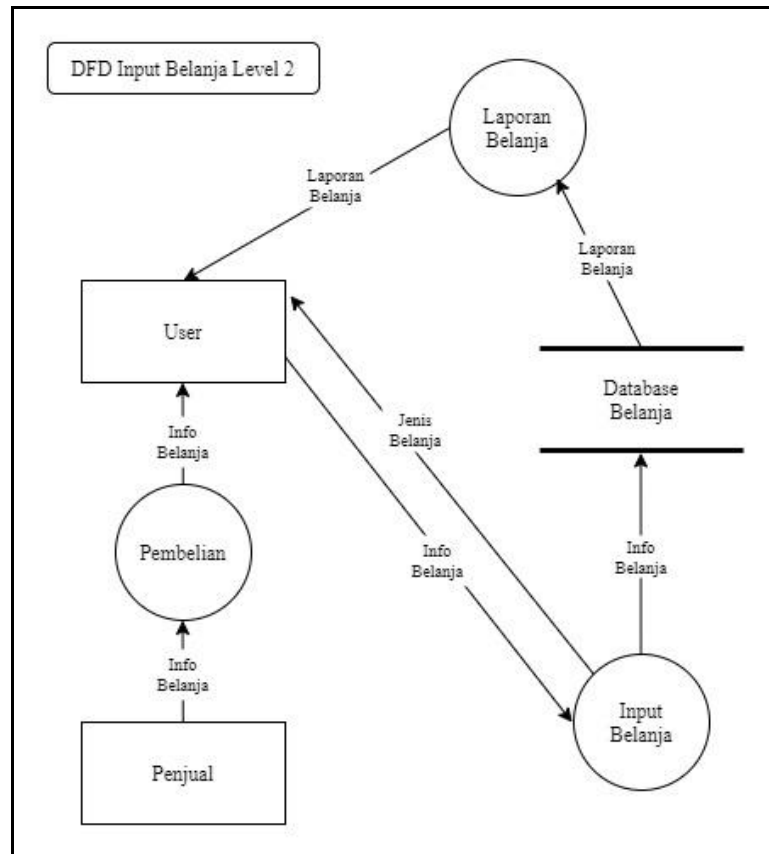 DFD Input Belanja Level 2
Laporan
Belanja
Laporan
Belanja
Laporan
Belanja
User
Database
Belanja
Jenis
Belanja
Info
Belanja
Pembelian
Info
Belanja
Info
Belanja
Info
Belanja
Input
Belanja
Penjual